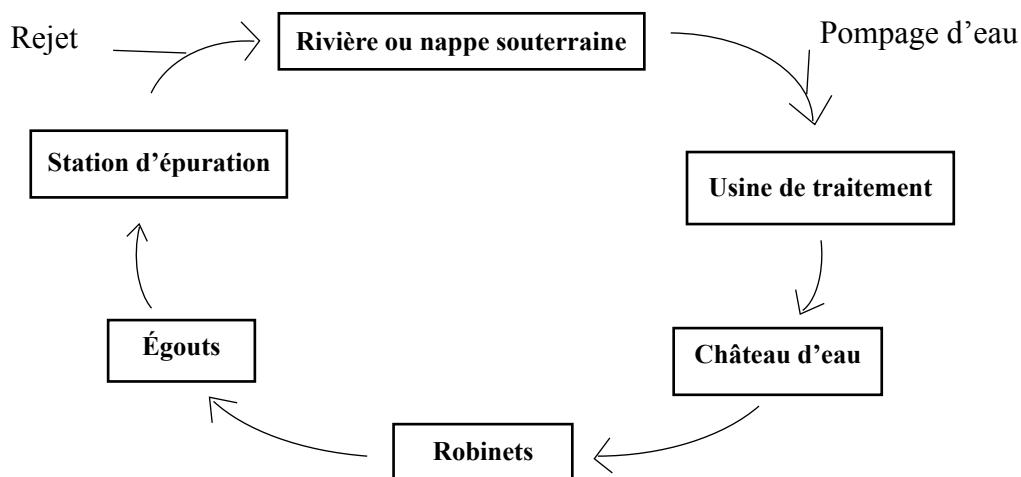 Rejet
Rivière ou nappe souterraine
Pompage d’eau
Station d’épuration
Usine de traitement
Égouts
Château d’eau
Robinets